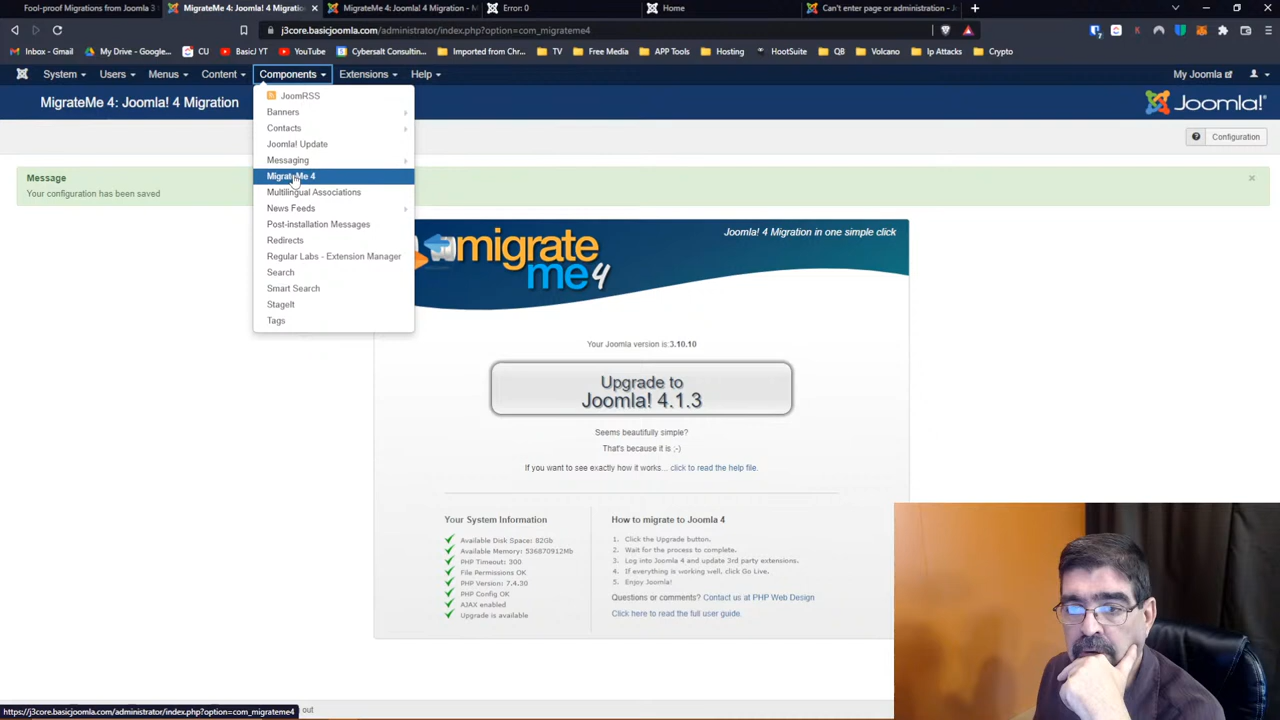 Fool-proof Migrations from Joomla 3
MigrateMe 4: Joomla! 4 Migratio
MigrateMe 4: Joomla! 4 Migration - M
Error: 0
Home
Can't enter page or administration - J
j3core.basicjoomla.com/administrator/index.php?option=com_migrateme4
Inbox - Gmail
My Drive - Google...
CU
BasicJ YT
YouTube
Cybersalt Consultin...
Imported from Chr...
TV
Free Media
APP Tools
Hosting
HootSuite
QB
Volcano
Ip Attacks
Crypto
System
Users
Menus
Content
Components
Extensions
Help
My Joomla
MigrateMe 4: Joomla! 4 Migration
Joomla!
Configuration
JoomRSS
Banners
Contacts
Joomla! Update
Messaging
MigrateMe 4
Multilingual Associations
News Feeds
Post-installation Messages
Redirects
Regular Labs - Extension Manager
Search
Smart Search
StageIt
Tags
Message
Your configuration has been saved
migrate
me 4
Joomla! 4 Migration in one simple click
Your Joomla version is:3.10.10
Upgrade to
Joomla! 4.1.3
Seems beautifully simple?
That's because it is ;-)
If you want to see exactly how it works... click to read the help file.
Your System Information
Available Disk Space: 82Gb
Available Memory: 536870912Mb
PHP Timeout: 300
File Permissions OK
PHP Version: 7.4.30
PHP Config OK
AJAX enabled
Upgrade is available
How to migrate to Joomla 4
1. Click the Upgrade button.
2. Wait for the process to complete.
3. Log into Joomla 4 and update 3rd party extensions.
4. If everything is working well, click Go Live.
5. Enjoy Joomla!
Questions or comments? Contact us at PHP Web Design
Click here to read the full user guide.
https://j3core.basicjoomla.com/administrator/index.php?option=com_migrateme4
out